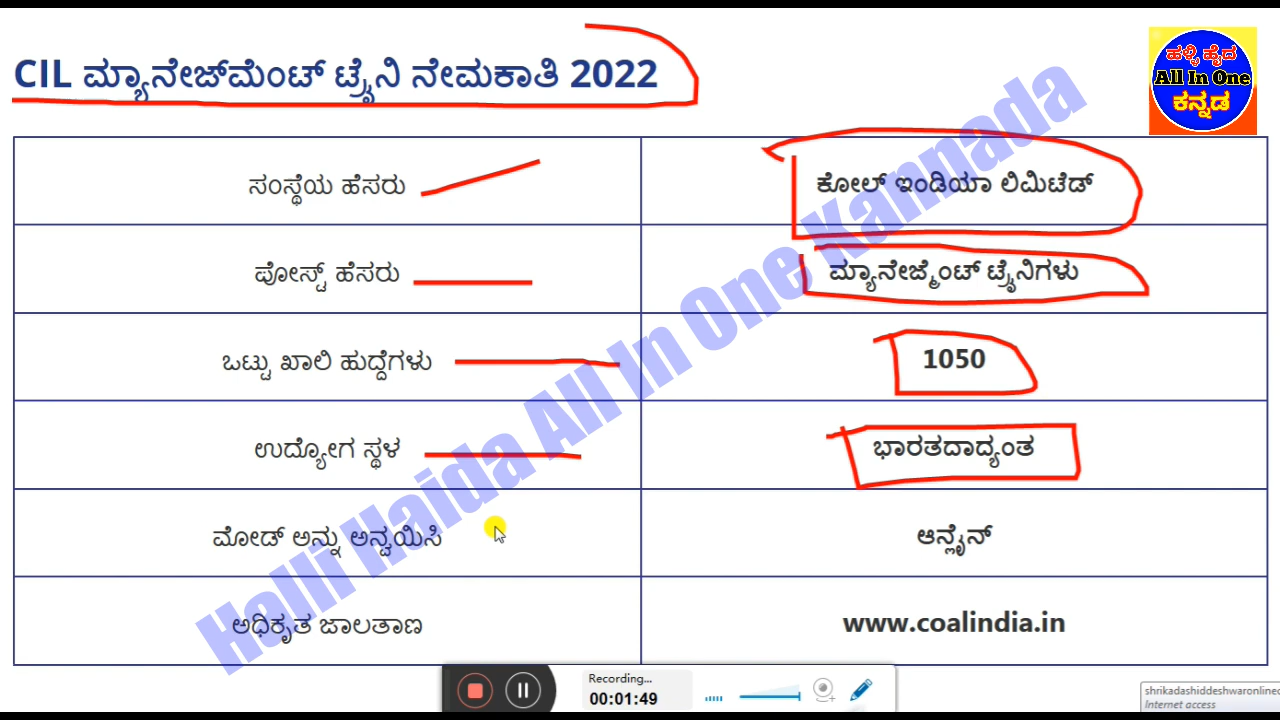 CIL ಮ್ಯಾನೇಜ್‌ಮೆಂಟ್ ಟ್ರೈನಿ ನೇಮಕಾತಿ 2022
ಹಳ್ಳಿ ಹೈದ
All In One
ಕನ್ನಡ
ಸಂಸ್ಥೆಯ ಹೆಸರು ಕೋಲ್ ಇಂಡಿಯಾ ಲಿಮಿಟೆಡ್
ಪೋಸ್ಟ್ ಹೆಸರು ಮ್ಯಾನೇಜ್ಮೆಂಟ್ ಟ್ರೈನಿಗಳು
ಒಟ್ಟು ಖಾಲಿ ಹುದ್ದೆಗಳು 1050
ಉದ್ಯೋಗ ಸ್ಥಳ ಭಾರತದಾದ್ಯಂತ
ಮೋಡ್ ಅನ್ನು ಅನ್ವಯಿಸಿ ಆನ್ಲೈನ್
ಅಧಿಕೃತ ಜಾಲತಾಣ www.coalindia.in
Halli Haida All In One Kannada
Recording...
00:01:49
shrikadashiddeshwaronline
Internet access